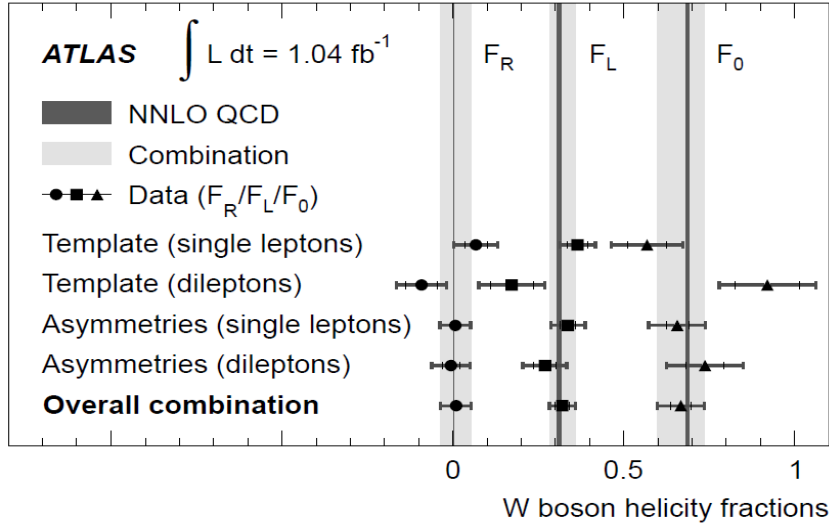 ATLAS ∫ L dt = 1.04 fb⁻¹ F_R F_L F_0
NNLO QCD
Combination
Data (F_R/F_L/F_0)
Template (single leptons)
Template (dileptons)
Asymmetries (single leptons)
Asymmetries (dileptons)
Overall combination
0 0.5 1
W boson helicity fractions